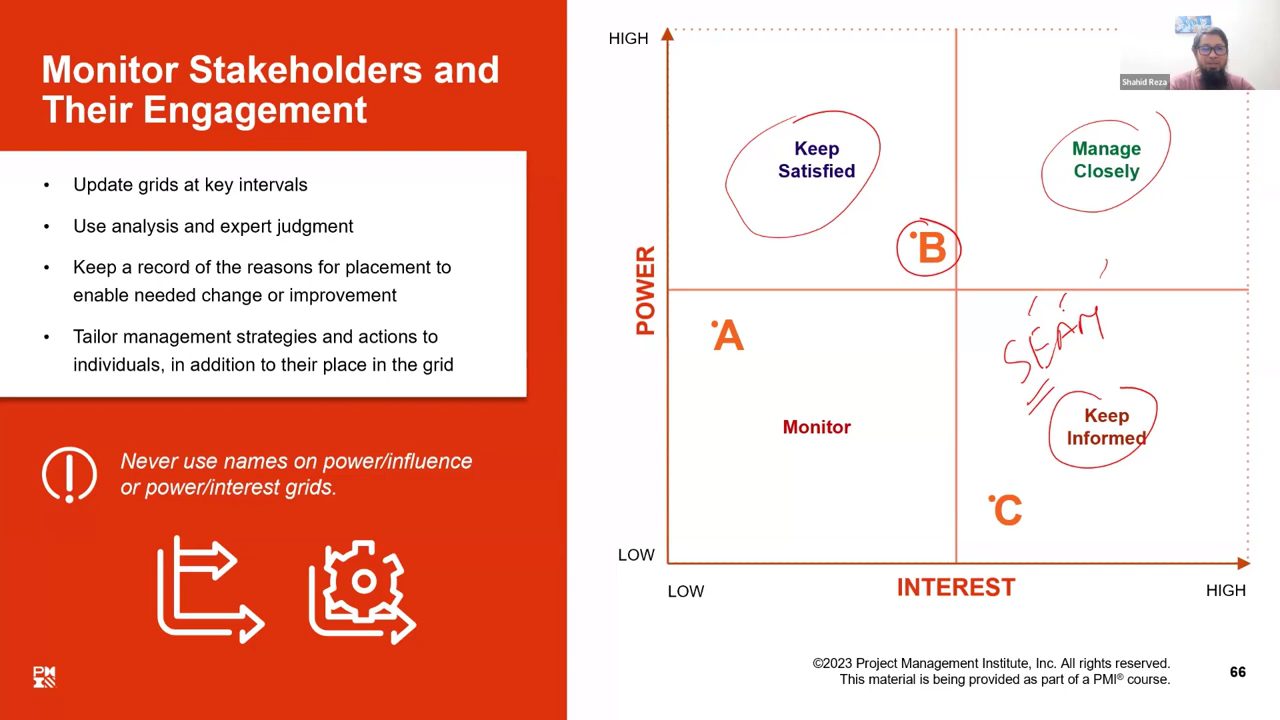 Monitor Stakeholders and
Their Engagement
• Update grids at key intervals
• Use analysis and expert judgment
• Keep a record of the reasons for placement to
enable needed change or improvement
• Tailor management strategies and actions to
individuals, in addition to their place in the grid
Never use names on power/influence
or power/interest grids.
PMI
HIGH
POWER
LOW
Keep
Satisfied
Manage
Closely
B
A
SEAM
Monitor
Keep
Informed
C
LOW
INTEREST
HIGH
Shahid Reza
©2023 Project Management Institute, Inc. All rights reserved.
This material is being provided as part of a PMI® course.
66